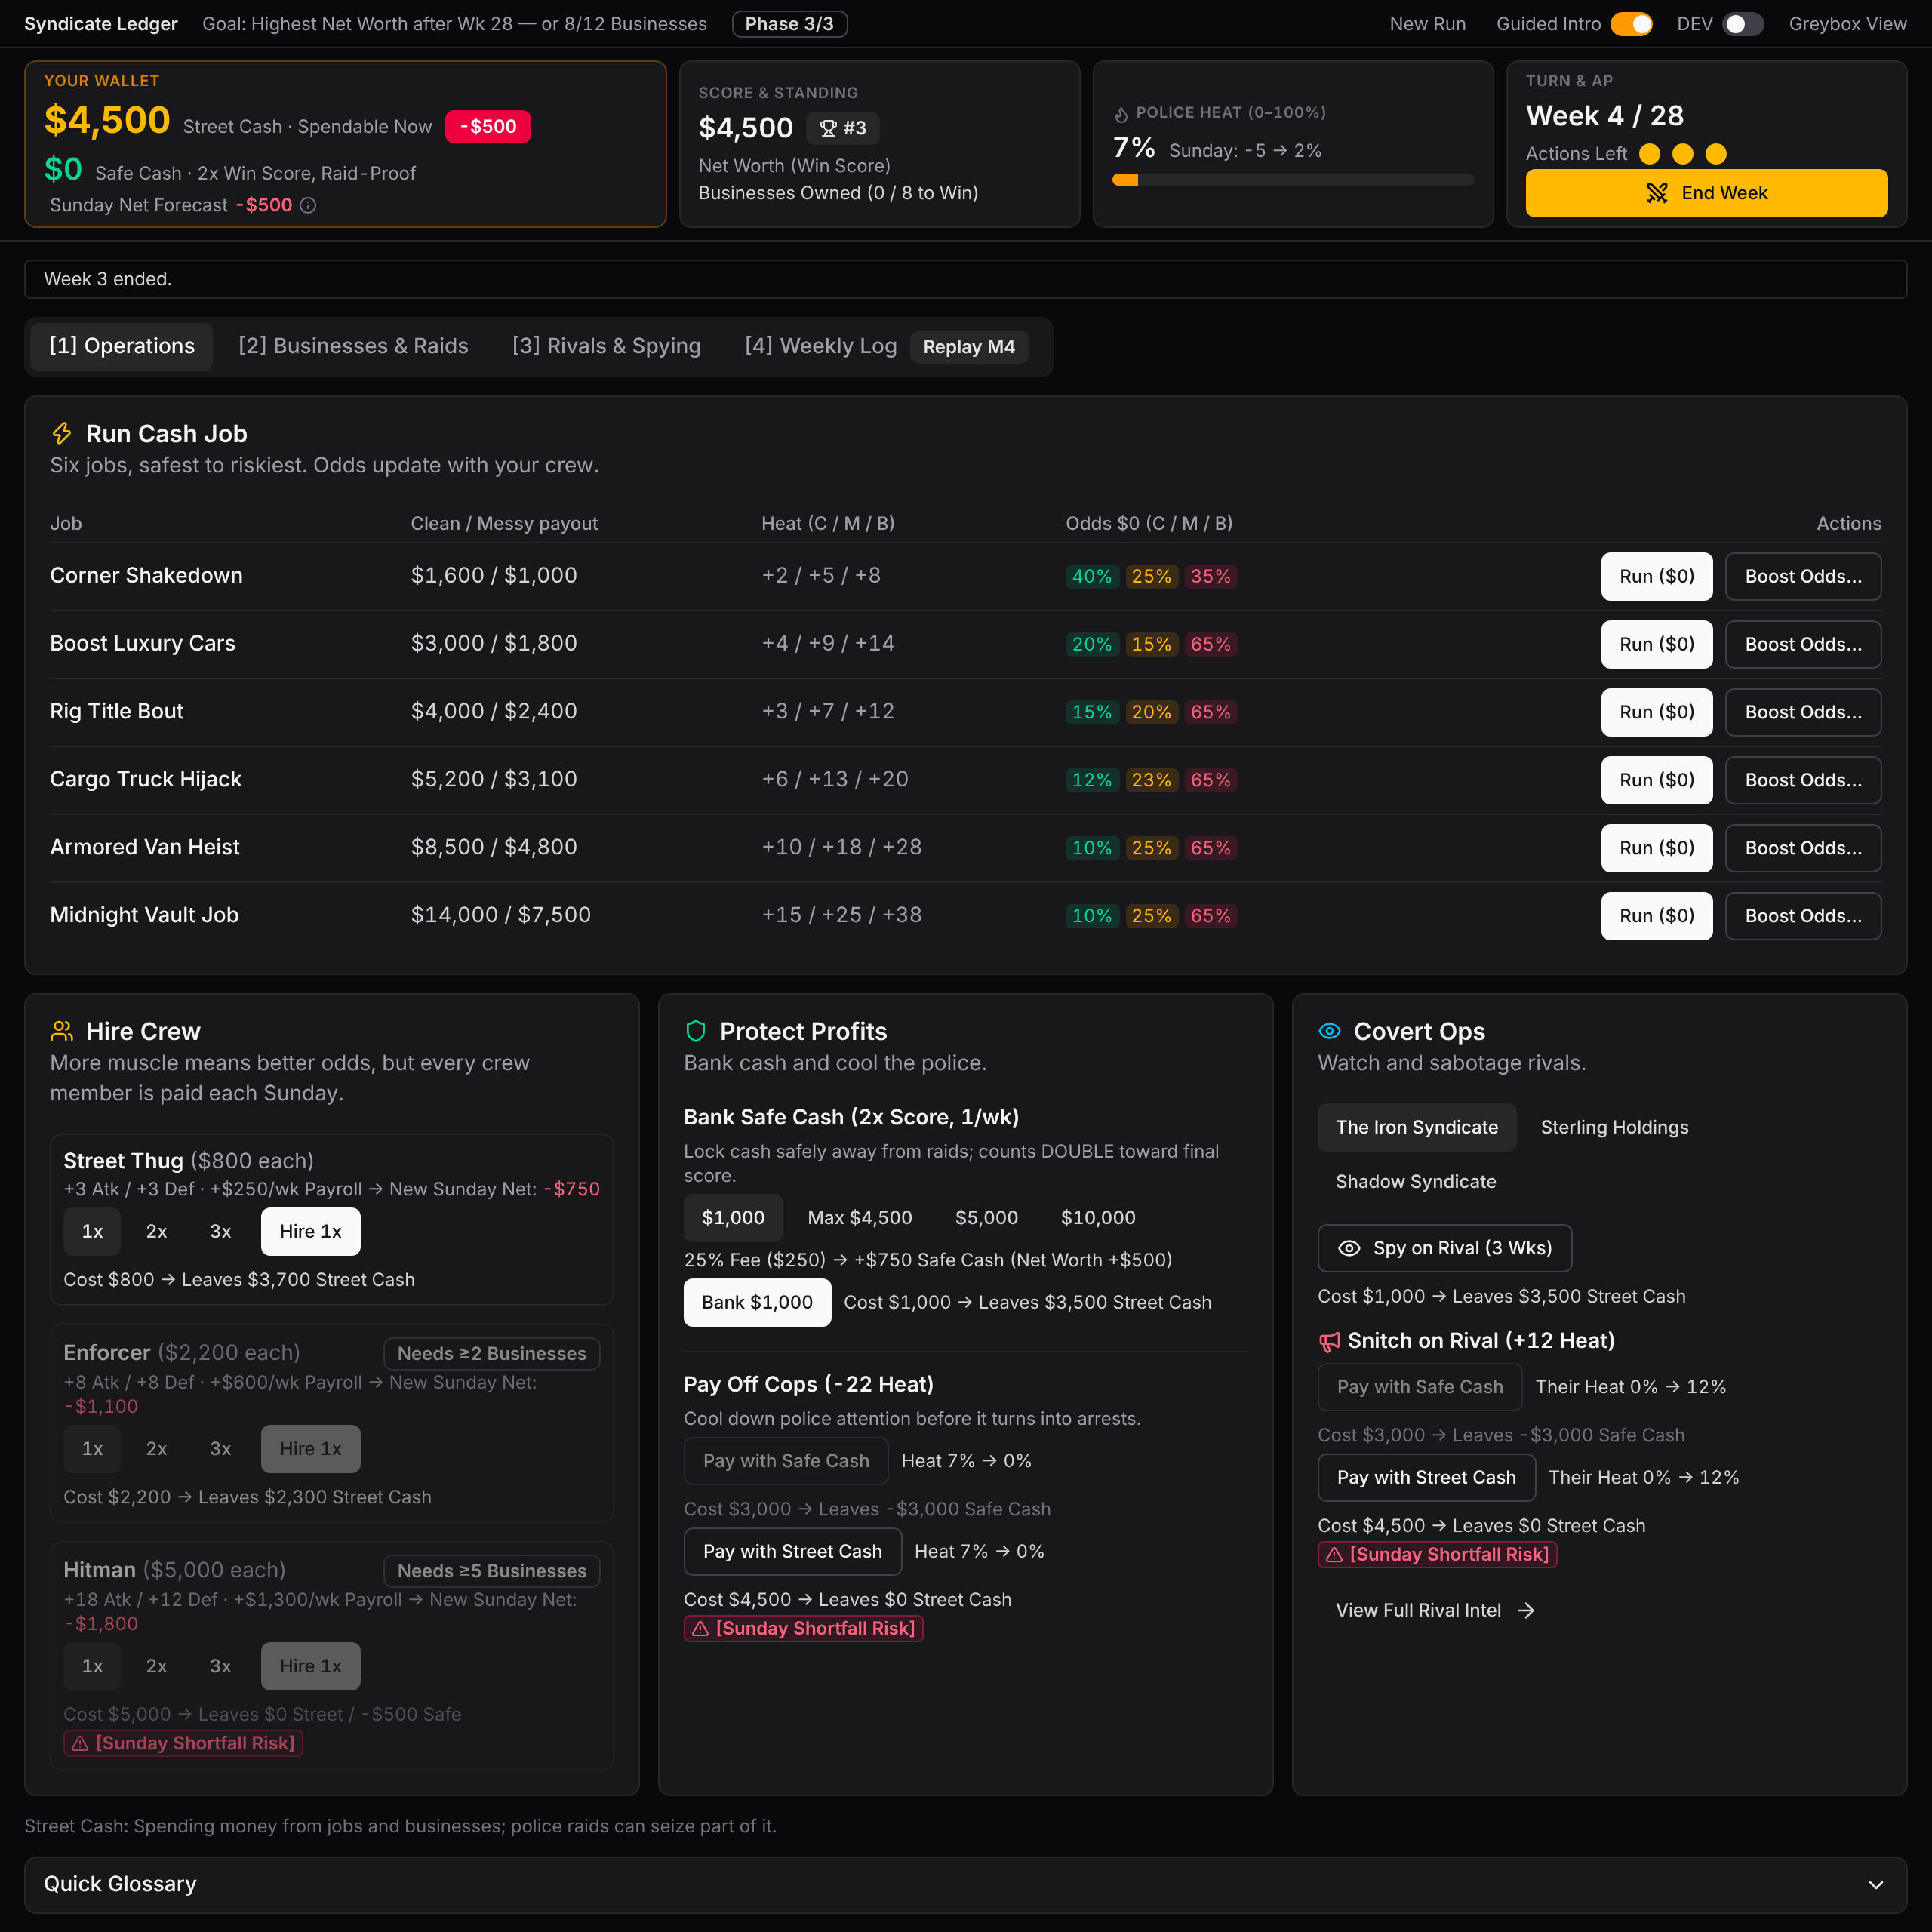 Syndicate Ledger Goal: Highest Net Worth after Wk 28 — or 8/12 Businesses Phase 3/3 New Run Guided Intro DEV Greybox View
YOUR WALLET
$4,500 Street Cash · Spendable Now -$500
$0 Safe Cash · 2x Win Score, Raid-Proof
Sunday Net Forecast -$500
SCORE & STANDING
$4,500 #3
Net Worth (Win Score)
Businesses Owned (0 / 8 to Win)
POLICE HEAT (0–100%)
7% Sunday: -5 → 2%
TURN & AP
Week 4 / 28
Actions Left
End Week
Week 3 ended.
[1] Operations [2] Businesses & Raids [3] Rivals & Spying [4] Weekly Log Replay M4
Run Cash Job
Six jobs, safest to riskiest. Odds update with your crew.
Job Clean / Messy payout Heat (C / M / B) Odds $0 (C / M / B) Actions
Corner Shakedown $1,600 / $1,000 +2 / +5 / +8 40% 25% 35% Run ($0) Boost Odds...
Boost Luxury Cars $3,000 / $1,800 +4 / +9 / +14 20% 15% 65% Run ($0) Boost Odds...
Rig Title Bout $4,000 / $2,400 +3 / +7 / +12 15% 20% 65% Run ($0) Boost Odds...
Cargo Truck Hijack $5,200 / $3,100 +6 / +13 / +20 12% 23% 65% Run ($0) Boost Odds...
Armored Van Heist $8,500 / $4,800 +10 / +18 / +28 10% 25% 65% Run ($0) Boost Odds...
Midnight Vault Job $14,000 / $7,500 +15 / +25 / +38 10% 25% 65% Run ($0) Boost Odds...
Hire Crew
More muscle means better odds, but every crew
member is paid each Sunday.
Street Thug ($800 each)
+3 Atk / +3 Def · +$250/wk Payroll → New Sunday Net: -$750
1x 2x 3x Hire 1x
Cost $800 → Leaves $3,700 Street Cash
Enforcer ($2,200 each) Needs ≥2 Businesses
+8 Atk / +8 Def · +$600/wk Payroll → New Sunday Net:
-$1,100
1x 2x 3x Hire 1x
Cost $2,200 → Leaves $2,300 Street Cash
Hitman ($5,000 each) Needs ≥5 Businesses
+18 Atk / +12 Def · +$1,300/wk Payroll → New Sunday Net:
-$1,800
1x 2x 3x Hire 1x
Cost $5,000 → Leaves $0 Street / -$500 Safe
[Sunday Shortfall Risk]
Protect Profits
Bank cash and cool the police.
Bank Safe Cash (2x Score, 1/wk)
Lock cash safely away from raids; counts DOUBLE toward final
score.
$1,000 Max $4,500 $5,000 $10,000
25% Fee ($250) → +$750 Safe Cash (Net Worth +$500)
Bank $1,000 Cost $1,000 → Leaves $3,500 Street Cash
Pay Off Cops (-22 Heat)
Cool down police attention before it turns into arrests.
Pay with Safe Cash Heat 7% → 0%
Cost $3,000 → Leaves -$3,000 Safe Cash
Pay with Street Cash Heat 7% → 0%
Cost $4,500 → Leaves $0 Street Cash
[Sunday Shortfall Risk]
Covert Ops
Watch and sabotage rivals.
The Iron Syndicate Sterling Holdings
Shadow Syndicate
Spy on Rival (3 Wks)
Cost $1,000 → Leaves $3,500 Street Cash
Snitch on Rival (+12 Heat)
Pay with Safe Cash Their Heat 0% → 12%
Cost $3,000 → Leaves -$3,000 Safe Cash
Pay with Street Cash Their Heat 0% → 12%
Cost $4,500 → Leaves $0 Street Cash
[Sunday Shortfall Risk]
View Full Rival Intel →
Street Cash: Spending money from jobs and businesses; police raids can seize part of it.
Quick Glossary